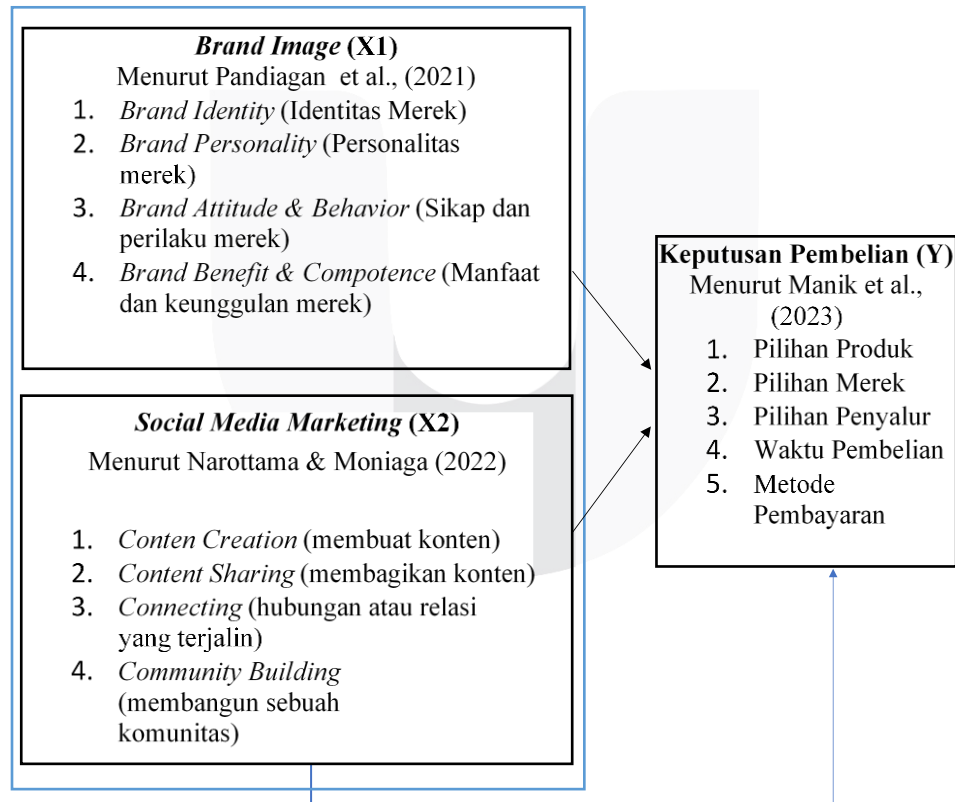 Brand Image (X1)
Menurut Pandiagan et al., (2021)
1. Brand Identity (Identitas Merek)
2. Brand Personality (Personalitas
merek)
3. Brand Attitude & Behavior (Sikap dan
perilaku merek)
4. Brand Benefit & Compotence (Manfaat
dan keunggulan merek)
Social Media Marketing (X2)
Menurut Narottama & Moniaga (2022)
1. Conten Creation (membuat konten)
2. Content Sharing (membagikan konten)
3. Connecting (hubungan atau relasi
yang terjalin)
4. Community Building
(membangun sebuah
komunitas)
Keputusan Pembelian (Y)
Menurut Manik et al.,
(2023)
1. Pilihan Produk
2. Pilihan Merek
3. Pilihan Penyalur
4. Waktu Pembelian
5. Metode
Pembayaran